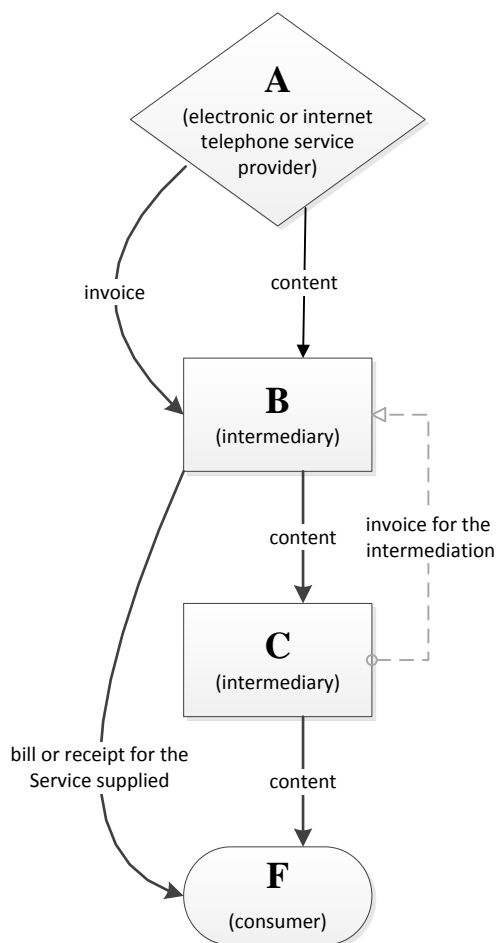 A
(electronic or internet
telephone service
provider)
invoice
content
B
(intermediary)
content
invoice for the
intermediation
C
(intermediary)
bill or receipt for the
Service supplied
content
F
(consumer)